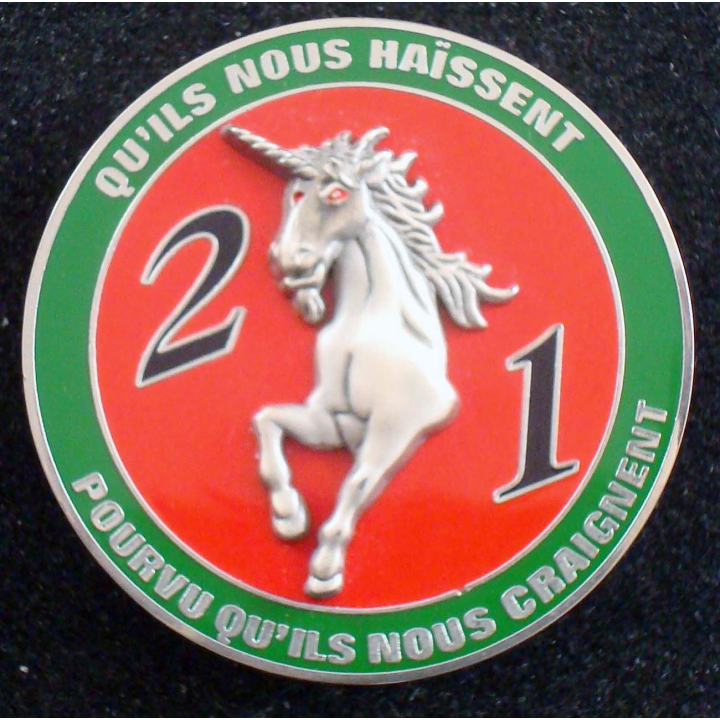 QU'ILS NOUS HAÏSSENT
2 1
POURVU QU'ILS NOUS CRAIGNENT